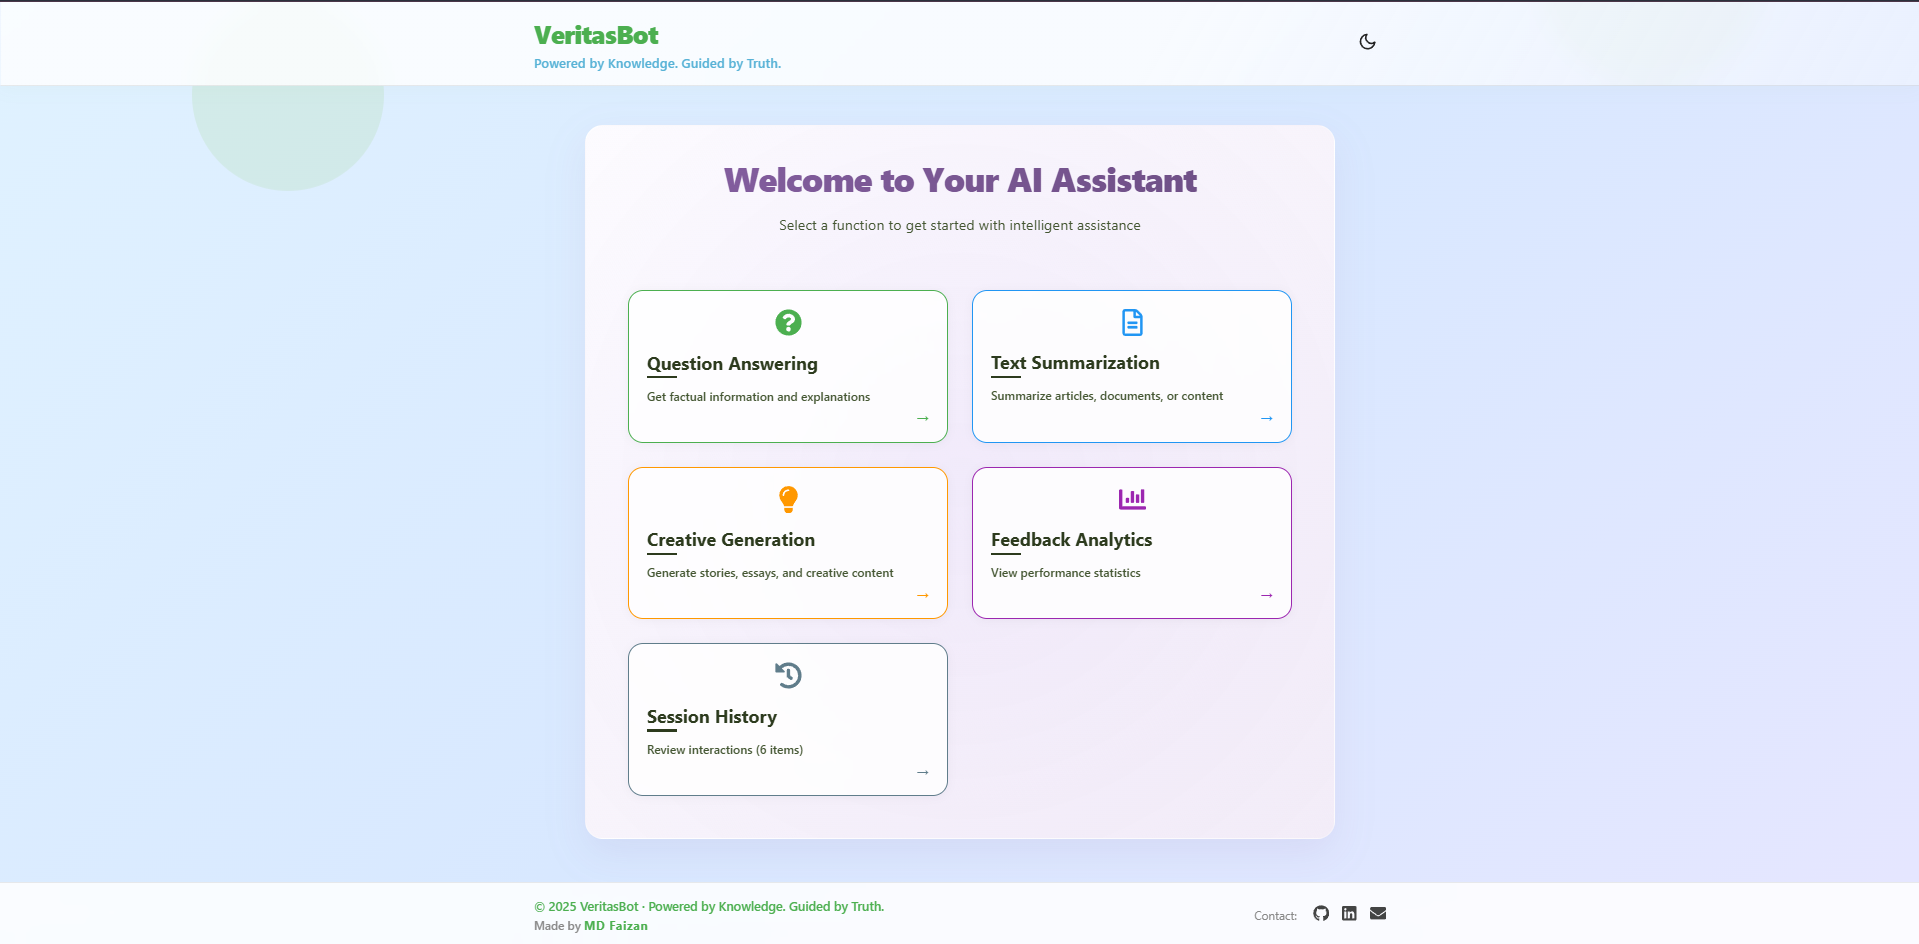 VeritasBot
Powered by Knowledge. Guided by Truth.
Welcome to Your AI Assistant
Select a function to get started with intelligent assistance
Question Answering
Get factual information and explanations
→
Text Summarization
Summarize articles, documents, or content
→
Creative Generation
Generate stories, essays, and creative content
→
Feedback Analytics
View performance statistics
→
Session History
Review interactions (6 items)
→
© 2025 VeritasBot · Powered by Knowledge. Guided by Truth.
Made by MD Faizan
Contact: